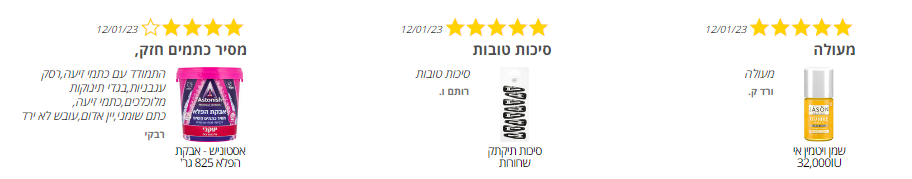 12/01/23
מעולה
מעולה
ורד ק.
JASON
שמן ויטמין אי
32,000IU
12/01/23
סיכות טובות
סיכות טובות
רותם ו.
סיכות תיקתק
שחורות
12/01/23
מסיר כתמים חזק,
התמודד עם כתמי זיעה,רסק
עגבניות,בגדי תינוקות
מלוכלכים,כתמי זיעה,
כתם שומני,יין אדום,עובש לא ירד
רבקי
Astonish
אבקת הפלא
אסטוניש - אבקת
הפלא 825 גר'